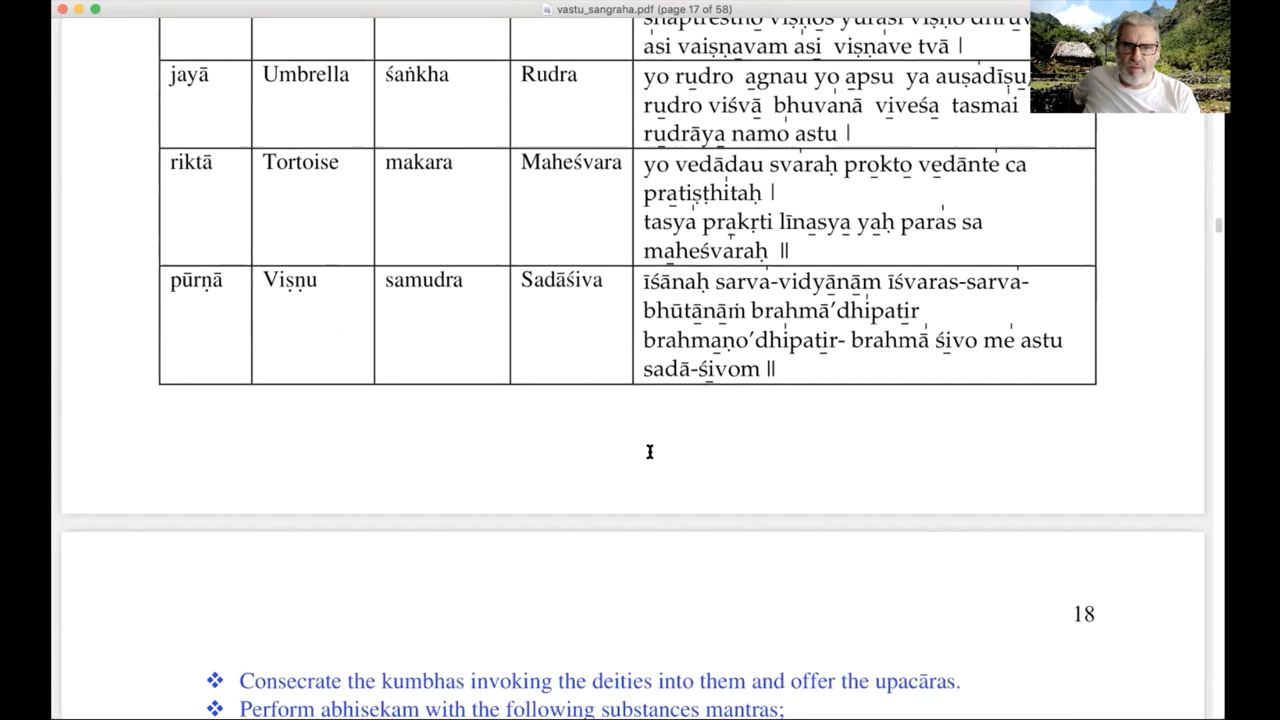 vastu_sangraha.pdf (page 17 of 58)
asi vaiṣṇavam asi viṣṇave tvā |
jayā Umbrella śaṅkha Rudra yo rudro agnau yo apsu ya auṣadīṣu
rudro viśvā bhuvanā viveśa tasmai
rudrāya namo astu |
riktā Tortoise makara Maheśvara yo vedādau svaraḥ prokto vedānte ca
pratiṣṭhitaḥ |
tasya prakṛti līnasya yaḥ paras sa
maheśvaraḥ ||
pūrṇā Viṣṇu samudra Sadāśiva īśānaḥ sarva-vidyānām īśvaras-sarva-
bhūtānāṁ brahmā’dhipatir
brahmaṇo’dhipatir- brahmā śivo me astu
sadā-śivom ||
18
❖ Consecrate the kumbhas invoking the deities into them and offer the upacāras.
❖ Perform abhisekam with the following substances mantras;